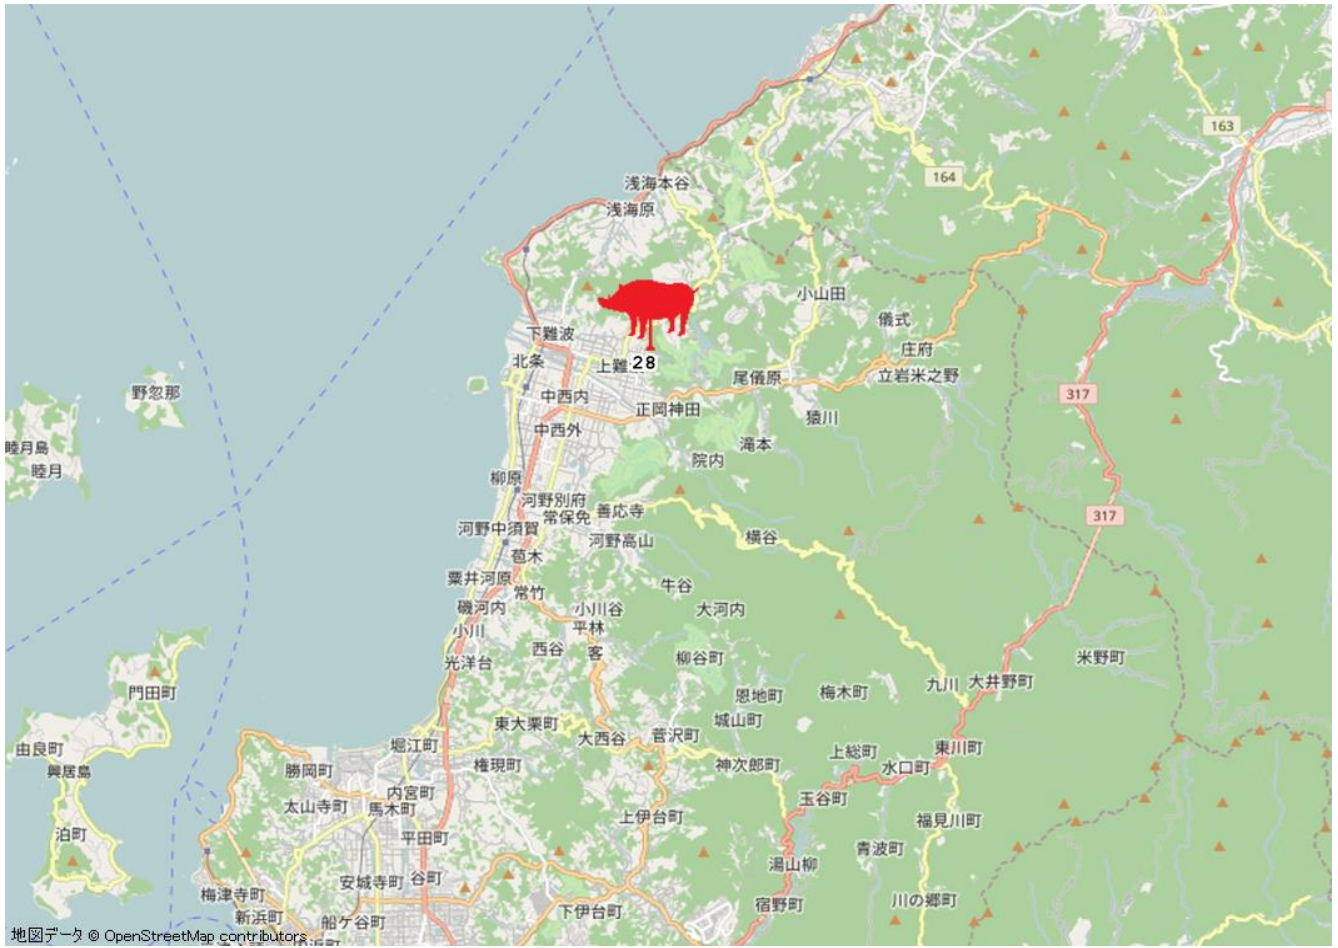 163
164
浅海本谷
浅海原
小山田
儀式
下難波
庄府
北条
上難
28
尾儀原
立岩米之野
野忽那
中西内
317
正岡神田
猿川
中西外
滝本
睦月島
院内
睦月
柳原
河野別府
善応寺
常保免
317
河野中須賀
河野高山
横谷
苞木
粟井河原
牛谷
常竹
磯河内
小川谷
大河内
小川
平林
西谷
客
柳谷町
米野町
光洋台
門田町
恩地町
梅木町
九川
大井野町
東大栗町
城山町
菅沢町
大西谷
由良町
堀江町
上総町
東川町
興居島
勝岡町
権現町
神次郎町
水口町
内宮町
太山寺町
馬木町
玉谷町
上伊台町
福見川町
泊町
平田町
青波町
湯山柳
安城寺町
谷町
梅津寺町
川の郷町
宿野町
新浜町
船ケ谷町
下伊台町
地図データ © OpenStreetMap contributors